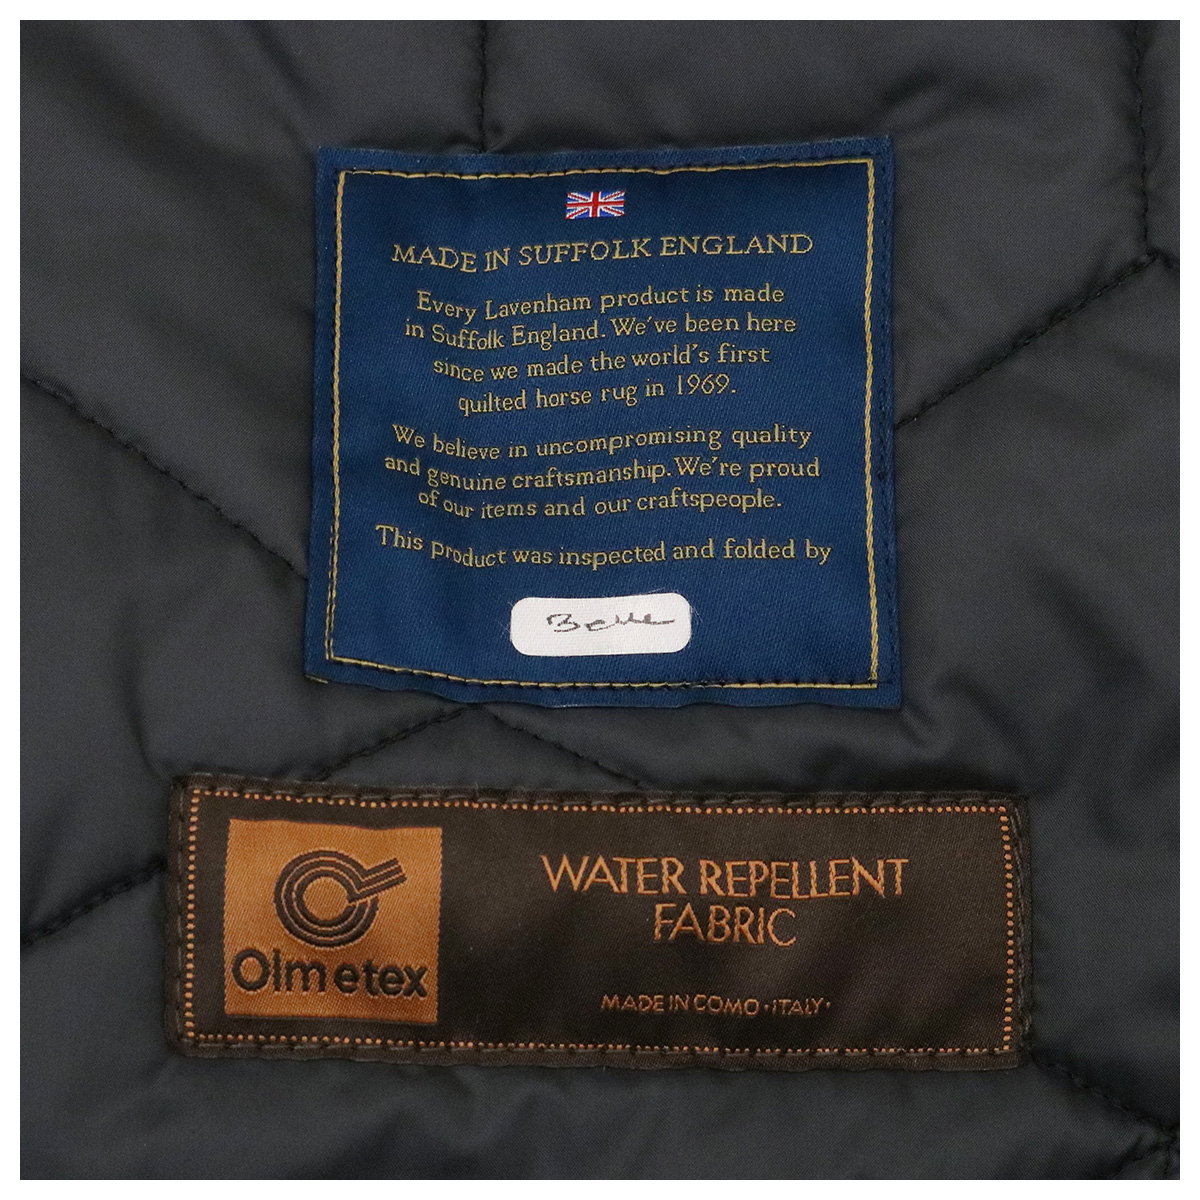 MADE IN SUFFOLK ENGLAND
Every Lavenham product is made
in Suffolk England. We've been here
since we made the world's first
quilted horse rug in 1969.
We believe in uncompromising quality
and genuine craftsmanship. We're proud
of our items and our craftspeople.
This product was inspected and folded by
Olmetex
WATER REPELLENT
FABRIC
MADE IN COMO • ITALY •